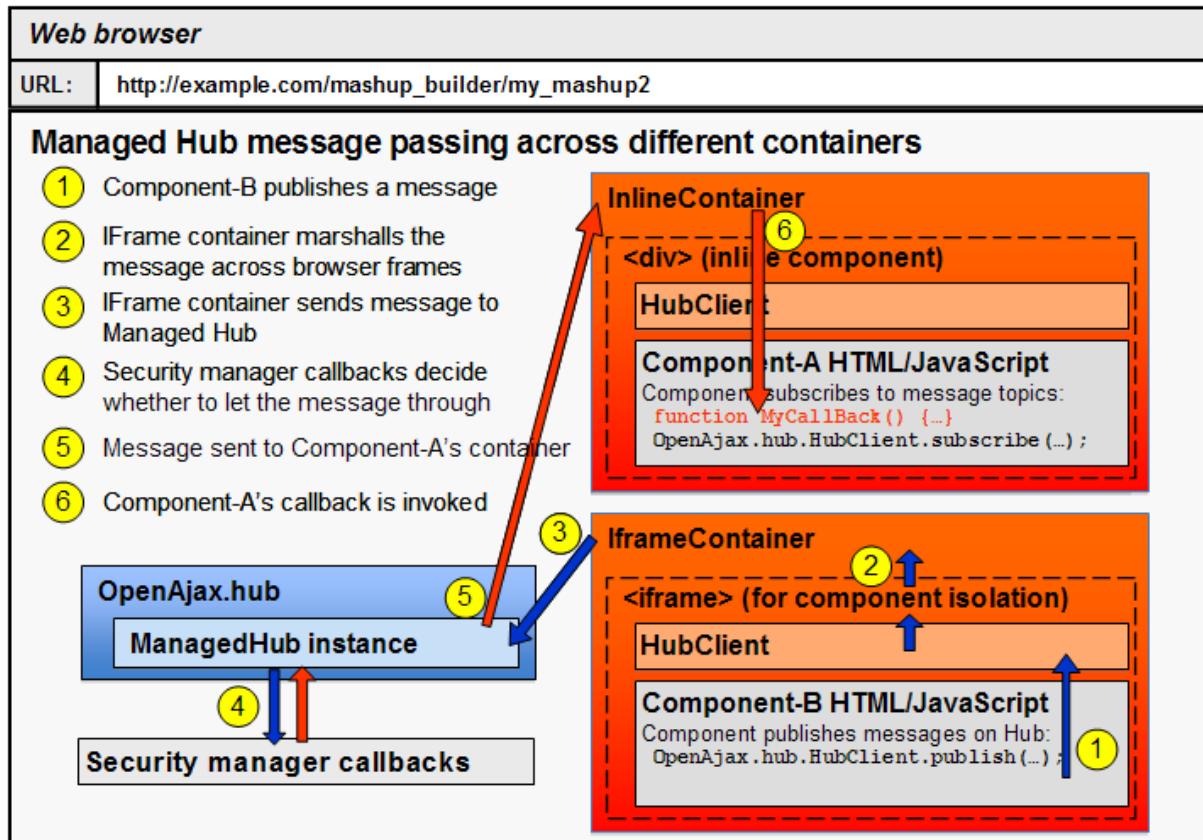 Web browser
URL: http://example.com/mashup_builder/my_mashup2
Managed Hub message passing across different containers
1 Component-B publishes a message
2 IFrame container marshalls the
message across browser frames
3 IFrame container sends message to
Managed Hub
4 Security manager callbacks decide
whether to let the message through
5 Message sent to Component-A's container
6 Component-A's callback is invoked
InlineContainer
6
<div> (inline component)
HubClient
Component-A HTML/JavaScript
Component subscribes to message topics:
function MyCallBack() {…}
OpenAjax.hub.HubClient.subscribe(…);
3
IframeContainer
2
<iframe> (for component isolation)
HubClient
Component-B HTML/JavaScript
Component publishes messages on Hub:
OpenAjax.hub.HubClient.publish(…);
1
OpenAjax.hub
5
ManagedHub instance
4
Security manager callbacks